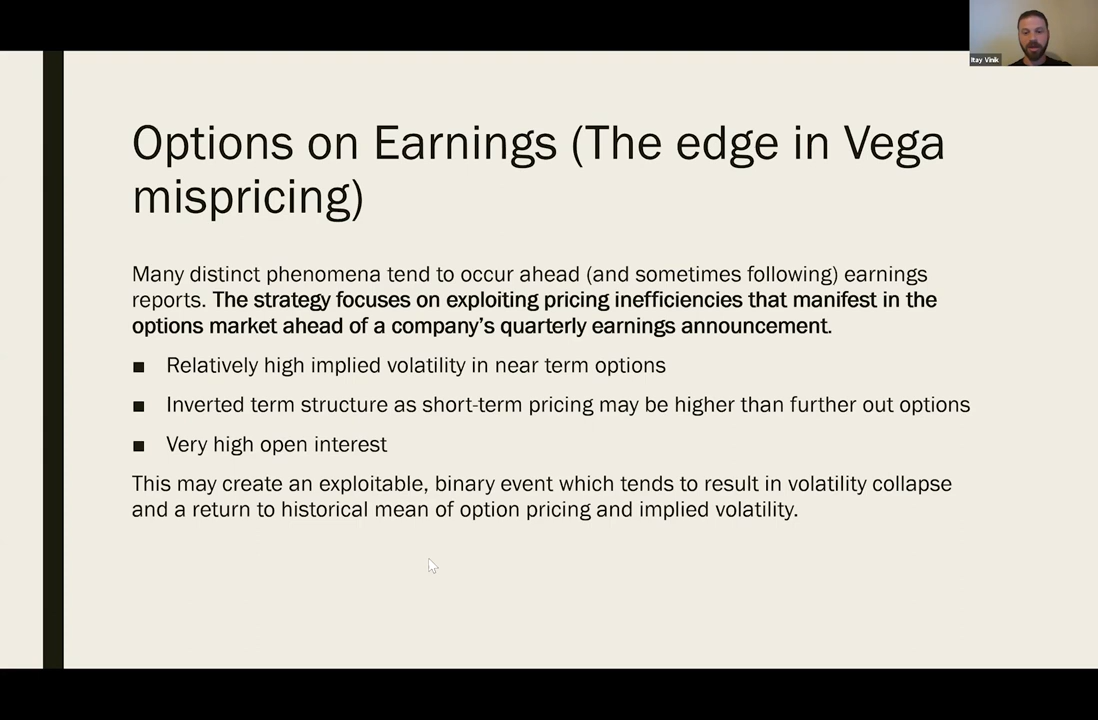 Itay Vinik
Options on Earnings (The edge in Vega
mispricing)
Many distinct phenomena tend to occur ahead (and sometimes following) earnings
reports. The strategy focuses on exploiting pricing inefficiencies that manifest in the
options market ahead of a company's quarterly earnings announcement.
■ Relatively high implied volatility in near term options
■ Inverted term structure as short-term pricing may be higher than further out options
■ Very high open interest
This may create an exploitable, binary event which tends to result in volatility collapse
and a return to historical mean of option pricing and implied volatility.